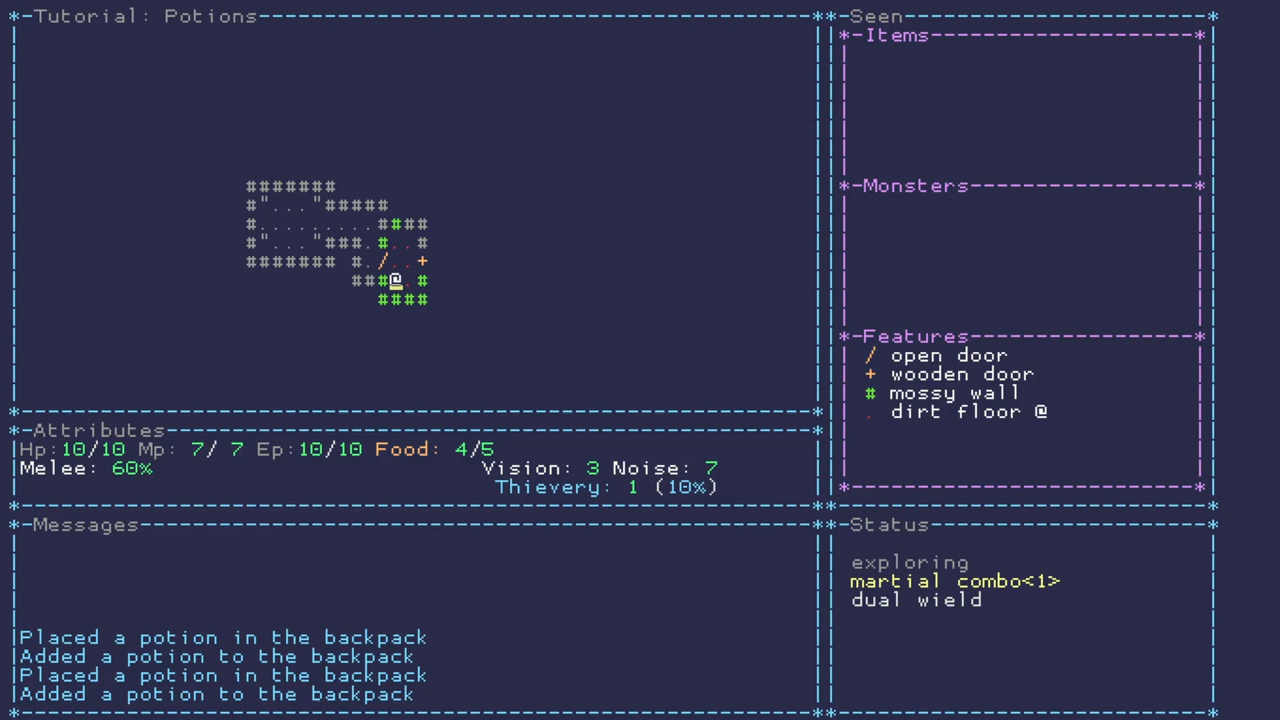 Tutorial: Potions
#######
#"..."#####
#.........####
#"..."###.#..#
####### #./..+
###@.#
####
Attributes
Hp:10/10 Mp: 7/ 7 Ep:10/10 Food: 4/5
Melee: 60% Vision: 3 Noise: 7
Thievery: 1 (10%)
Messages
Placed a potion in the backpack
Added a potion to the backpack
Placed a potion in the backpack
Added a potion to the backpack
Seen
Items
Monsters
Features
/ open door
+ wooden door
# mossy wall
. dirt floor @
Status
exploring
martial combo<1>
dual wield